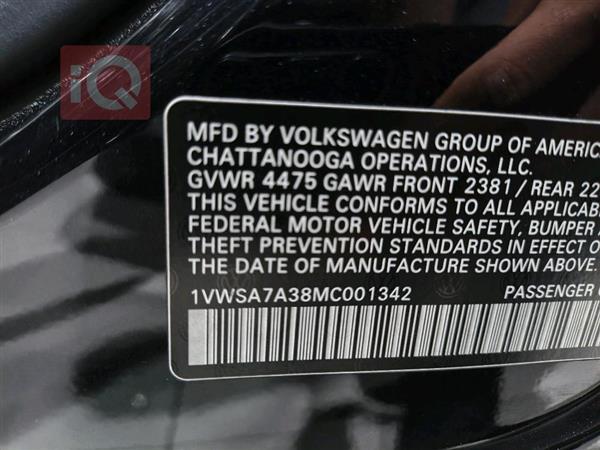 iQ
MFD BY VOLKSWAGEN GROUP OF AMERICA
CHATTANOOGA OPERATIONS, LLC.
GVWR 4475 GAWR FRONT 2381 / REAR 22
THIS VEHICLE CONFORMS TO ALL APPLICAB
FEDERAL MOTOR VEHICLE SAFETY, BUMPER
THEFT PREVENTION STANDARDS IN EFFECT O
THE DATE OF MANUFACTURE SHOWN ABOVE.
1VWSA7A38MC001342 PASSENGER